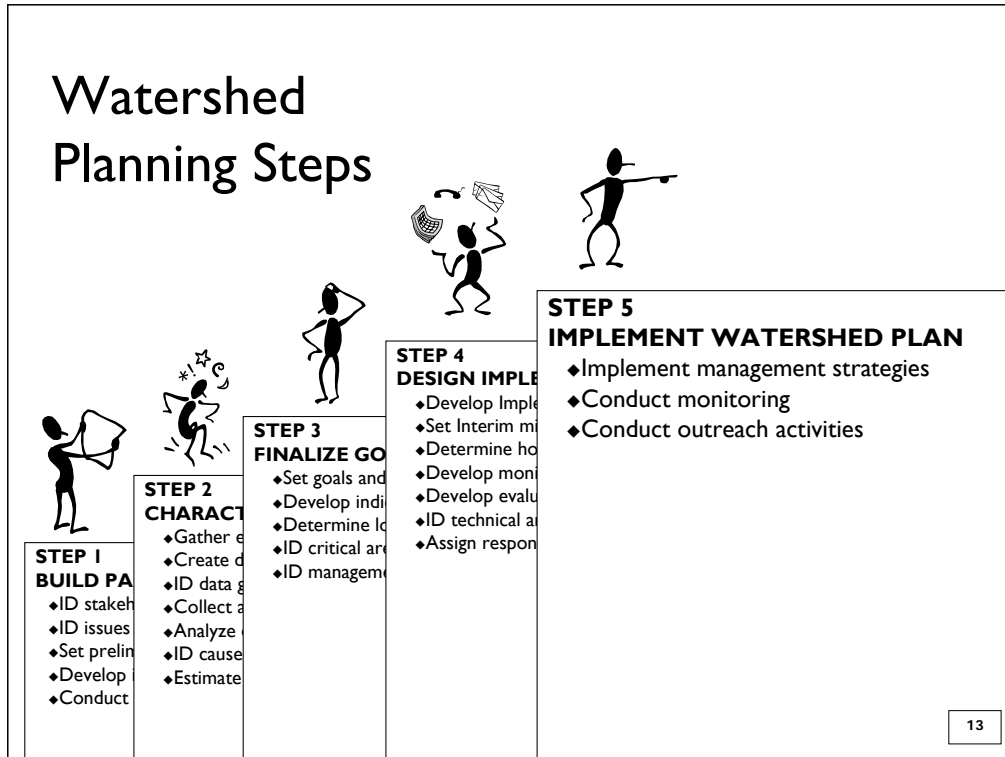 Watershed
Planning Steps
STEP 1
BUILD PA
◆ID stakeh
◆ID issues
◆Set prelin
◆Develop i
◆Conduct
STEP 2
CHARACT
◆Gather e
◆Create d
◆ID data g
◆Collect a
◆Analyze
◆ID cause
◆Estimate
STEP 3
FINALIZE GO
◆Set goals and
◆Develop indi
◆Determine lo
◆ID critical are
◆ID manageme
STEP 4
DESIGN IMPLE
◆Develop Imple
◆Set Interim mi
◆Determine ho
◆Develop moni
◆Develop evalu
◆ID technical an
◆Assign respon
STEP 5
IMPLEMENT WATERSHED PLAN
◆Implement management strategies
◆Conduct monitoring
◆Conduct outreach activities
13